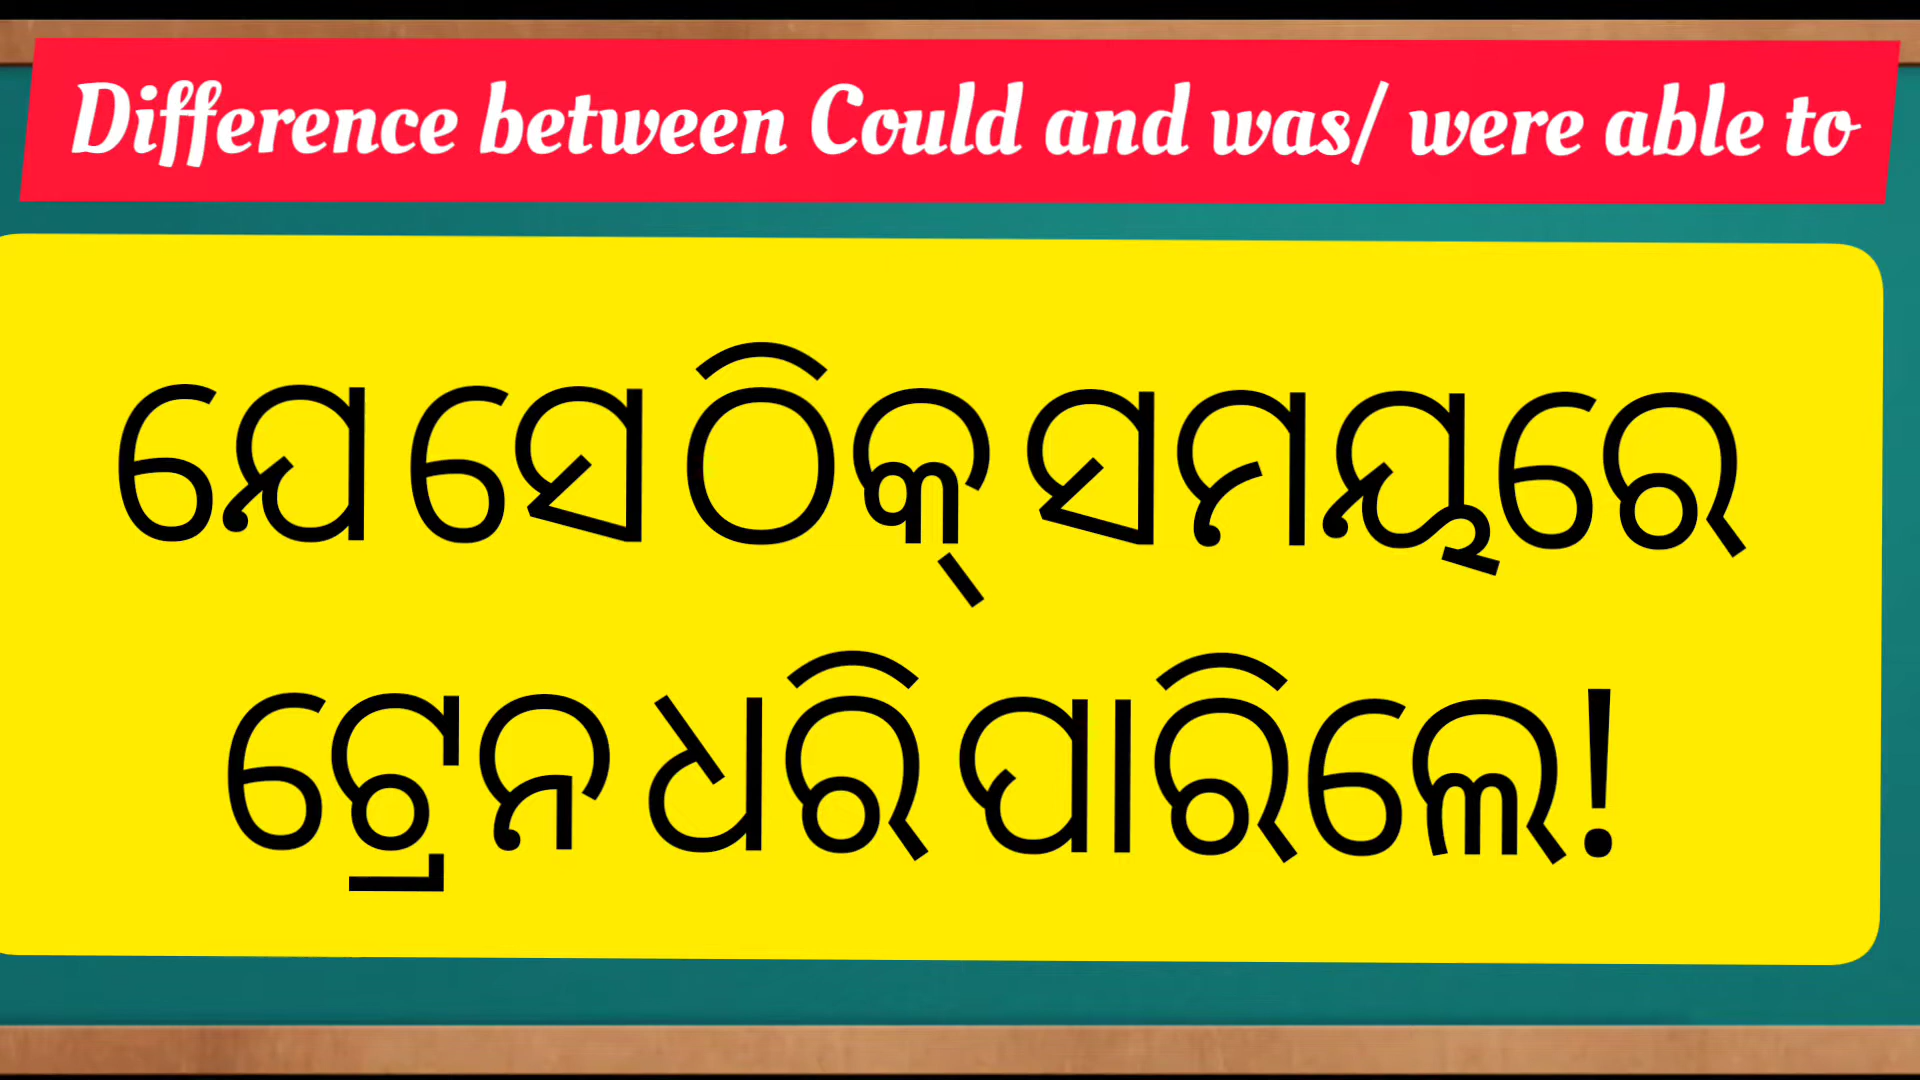 Difference between Could and was/ were able to
ଯେ ସେ ଠିକ୍ ସମୟରେ
ଟ୍ରେନ ଧରି ପାରିଲେ!